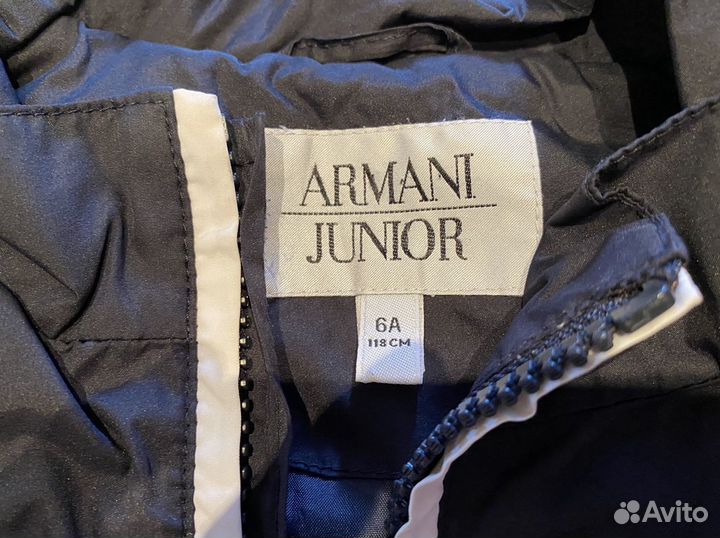 ARMANI
JUNIOR
6A
118 CM
Avito